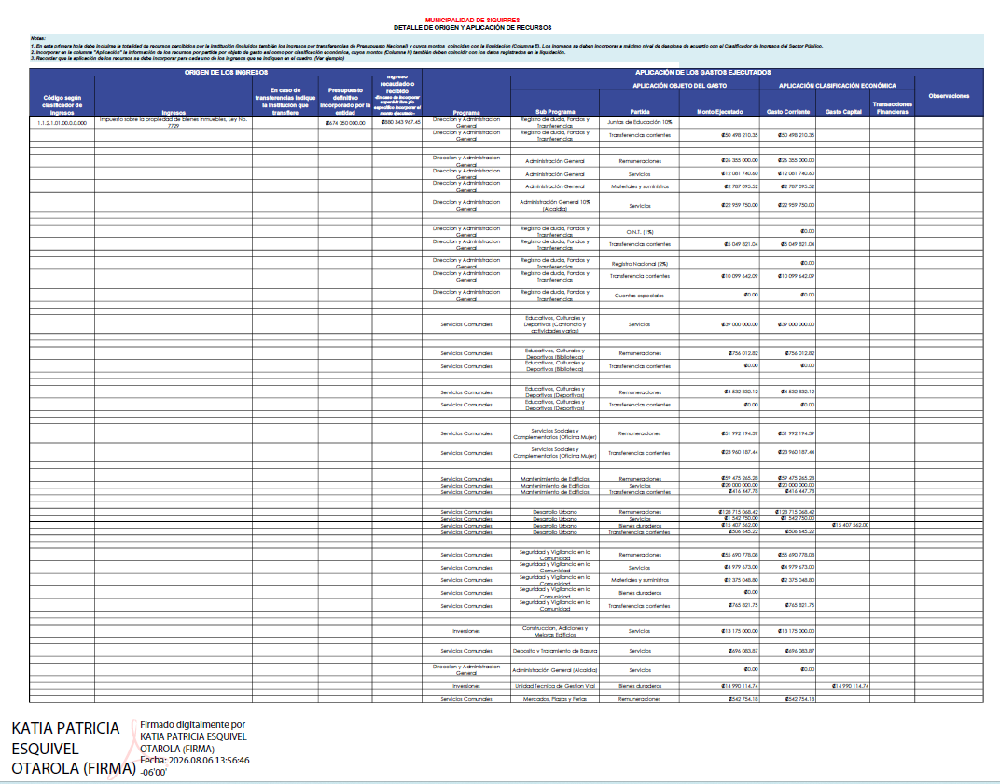 MUNICIPALIDAD DE SIQUIRRES
DETALLE DE ORIGEN Y APLICACIÓN DE RECURSOS
Notas:
1. En esta primera hoja debe incluirse la totalidad de recursos percibidos por la institución (incluidos también los ingresos por transferencias de Presupuesto Nacional) y cuyos montos coincidan con la liquidación (Columna E). Los ingresos se deben incorporar a máximo nivel de desglose de acuerdo con el Clasificador de Ingresos del Sector Público.
2. Incorporar en la columna "Aplicación" la información de los recursos por partida por objeto de gasto así como por clasificación económica, cuyos montos (Columna H) también deben coincidir con los datos registrados en la liquidación.
3. Recordar que la aplicación de los recursos se debe incorporar para cada uno de los ingresos que se indiquen en el cuadro. (Ver ejemplo)
ORIGEN DE LOS INGRESOS APLICACIÓN DE LOS GASTOS EJECUTADOS
APLICACIÓN OBJETO DEL GASTO APLICACIÓN CLASIFICACIÓN ECONÓMICA
Código según clasificador de ingresos Ingresos En caso de transferencias indique la institución que transfiere Presupuesto definitivo incorporado por la entidad Ingreso recaudado o recibido Programa Sub Programa Partida Monto Ejecutado Gasto Corriente Gasto Capital Transacciones Financieras Observaciones
1.1.2.1.01.00.0.0.000 Impuesto sobre la propiedad de bienes inmuebles, Ley No. 7729 ₡674 050 000.00 ₡880 343 967.45 Direccion y Administracion General Registro de duda, Fondos y Trasnferencias Juntas de Educación 10%
Direccion y Administracion General Registro de duda, Fondos y Trasnferencias Transferencias corrientes ₡50 498 210.35 ₡50 498 210.35
Direccion y Administracion General Administración General Remuneraciones ₡26 355 000.00 ₡26 355 000.00
Direccion y Administracion General Administración General Servicios ₡12 081 740.60 ₡12 081 740.60
Direccion y Administracion General Administración General Materiales y suministros ₡2 787 095.52 ₡2 787 095.52
Direccion y Administracion General Administración General 10% (Alcaldia) Servicios ₡22 959 750.00 ₡22 959 750.00
Direccion y Administracion General Registro de duda, Fondos y Trasnferencias O.N.T. (1%) ₡0.00
Direccion y Administracion General Registro de duda, Fondos y Trasnferencias Transferencias corrientes ₡5 049 821.04 ₡5 049 821.04
Direccion y Administracion General Registro de duda, Fondos y Trasnferencias Registro Nacional (2%) ₡0.00
Direccion y Administracion General Registro de duda, Fondos y Trasnferencias Transferencia corrientes ₡10 099 642.09 ₡10 099 642.09
Direccion y Administracion General Registro de duda, Fondos y Trasnferencias Cuentas especiales ₡0.00 ₡0.00
Servicios Comunales Educativos, Culturales y Deportivos (Cantonato y actividades varias) Servicios ₡39 000 000.00 ₡39 000 000.00
Servicios Comunales Educativos, Culturales y Deportivos (Biblioteca) Remuneraciones ₡756 012.82 ₡756 012.82
Servicios Comunales Educativos, Culturales y Deportivos (Biblioteca) Transferencias corrientes ₡0.00 ₡0.00
Servicios Comunales Educativos, Culturales y Deportivos (Deportivos) Remuneraciones ₡4 532 832.12 ₡4 532 832.12
Servicios Comunales Educativos, Culturales y Deportivos (Deportivos) Transferencias corrientes ₡0.00 ₡0.00
Servicios Comunales Servicios Sociales y Complementarios (Oficina Mujer) Remuneraciones ₡51 992 194.39 ₡51 992 194.39
Servicios Comunales Servicios Sociales y Complementarios (Oficina Mujer) Transferencias corrientes ₡23 960 187.44 ₡23 960 187.44
Servicios Comunales Mantenimiento de Edificios Remuneraciones ₡59 475 265.28 ₡59 475 265.28
Servicios Comunales Mantenimiento de Edificios Servicios ₡20 000 000.00 ₡20 000 000.00
Servicios Comunales Mantenimiento de Edificios Transferencias corrientes ₡416 447.78 ₡416 447.78
Servicios Comunales Desarrollo Urbano Remuneraciones ₡128 715 068.42 ₡128 715 068.42
Servicios Comunales Desarrollo Urbano Servicios ₡1 542 750.00 ₡1 542 750.00
Servicios Comunales Desarrollo Urbano Bienes duraderos ₡15 407 562.00 ₡15 407 562.00
Servicios Comunales Desarrollo Urbano Transferencias corrientes ₡506 645.22 ₡506 645.22
Servicios Comunales Seguridad y Vigilancia en la Comunidad Remuneraciones ₡55 690 778.08 ₡55 690 778.08
Servicios Comunales Seguridad y Vigilancia en la Comunidad Servicios ₡4 979 673.00 ₡4 979 673.00
Servicios Comunales Seguridad y Vigilancia en la Comunidad Materiales y suministros ₡2 375 048.80 ₡2 375 048.80
Servicios Comunales Seguridad y Vigilancia en la Comunidad Bienes duraderos ₡0.00
Servicios Comunales Seguridad y Vigilancia en la Comunidad Transferencias corrientes ₡765 821.75 ₡765 821.75
Inversiones Construccion, Adiciones y Mejoras Edificios Servicios ₡13 175 000.00 ₡13 175 000.00
Servicios Comunales Deposito y Tratamiento de Basura Servicios ₡696 083.87 ₡696 083.87
Direccion y Administracion General Administración General (Alcaldia) Servicios ₡0.00 ₡0.00
Inversiones Unidad Tecnica de Gestion Vial Bienes duraderos ₡14 990 114.74 ₡14 990 114.74
Servicios Comunales Mercados, Plazas y Ferias Remuneraciones ₡542 754.18 ₡542 754.18
KATIA PATRICIA
ESQUIVEL
OTAROLA (FIRMA)
Firmado digitalmente por
KATIA PATRICIA ESQUIVEL
OTAROLA (FIRMA)
Fecha: 2026.08.06 13:56:46
-06'00'